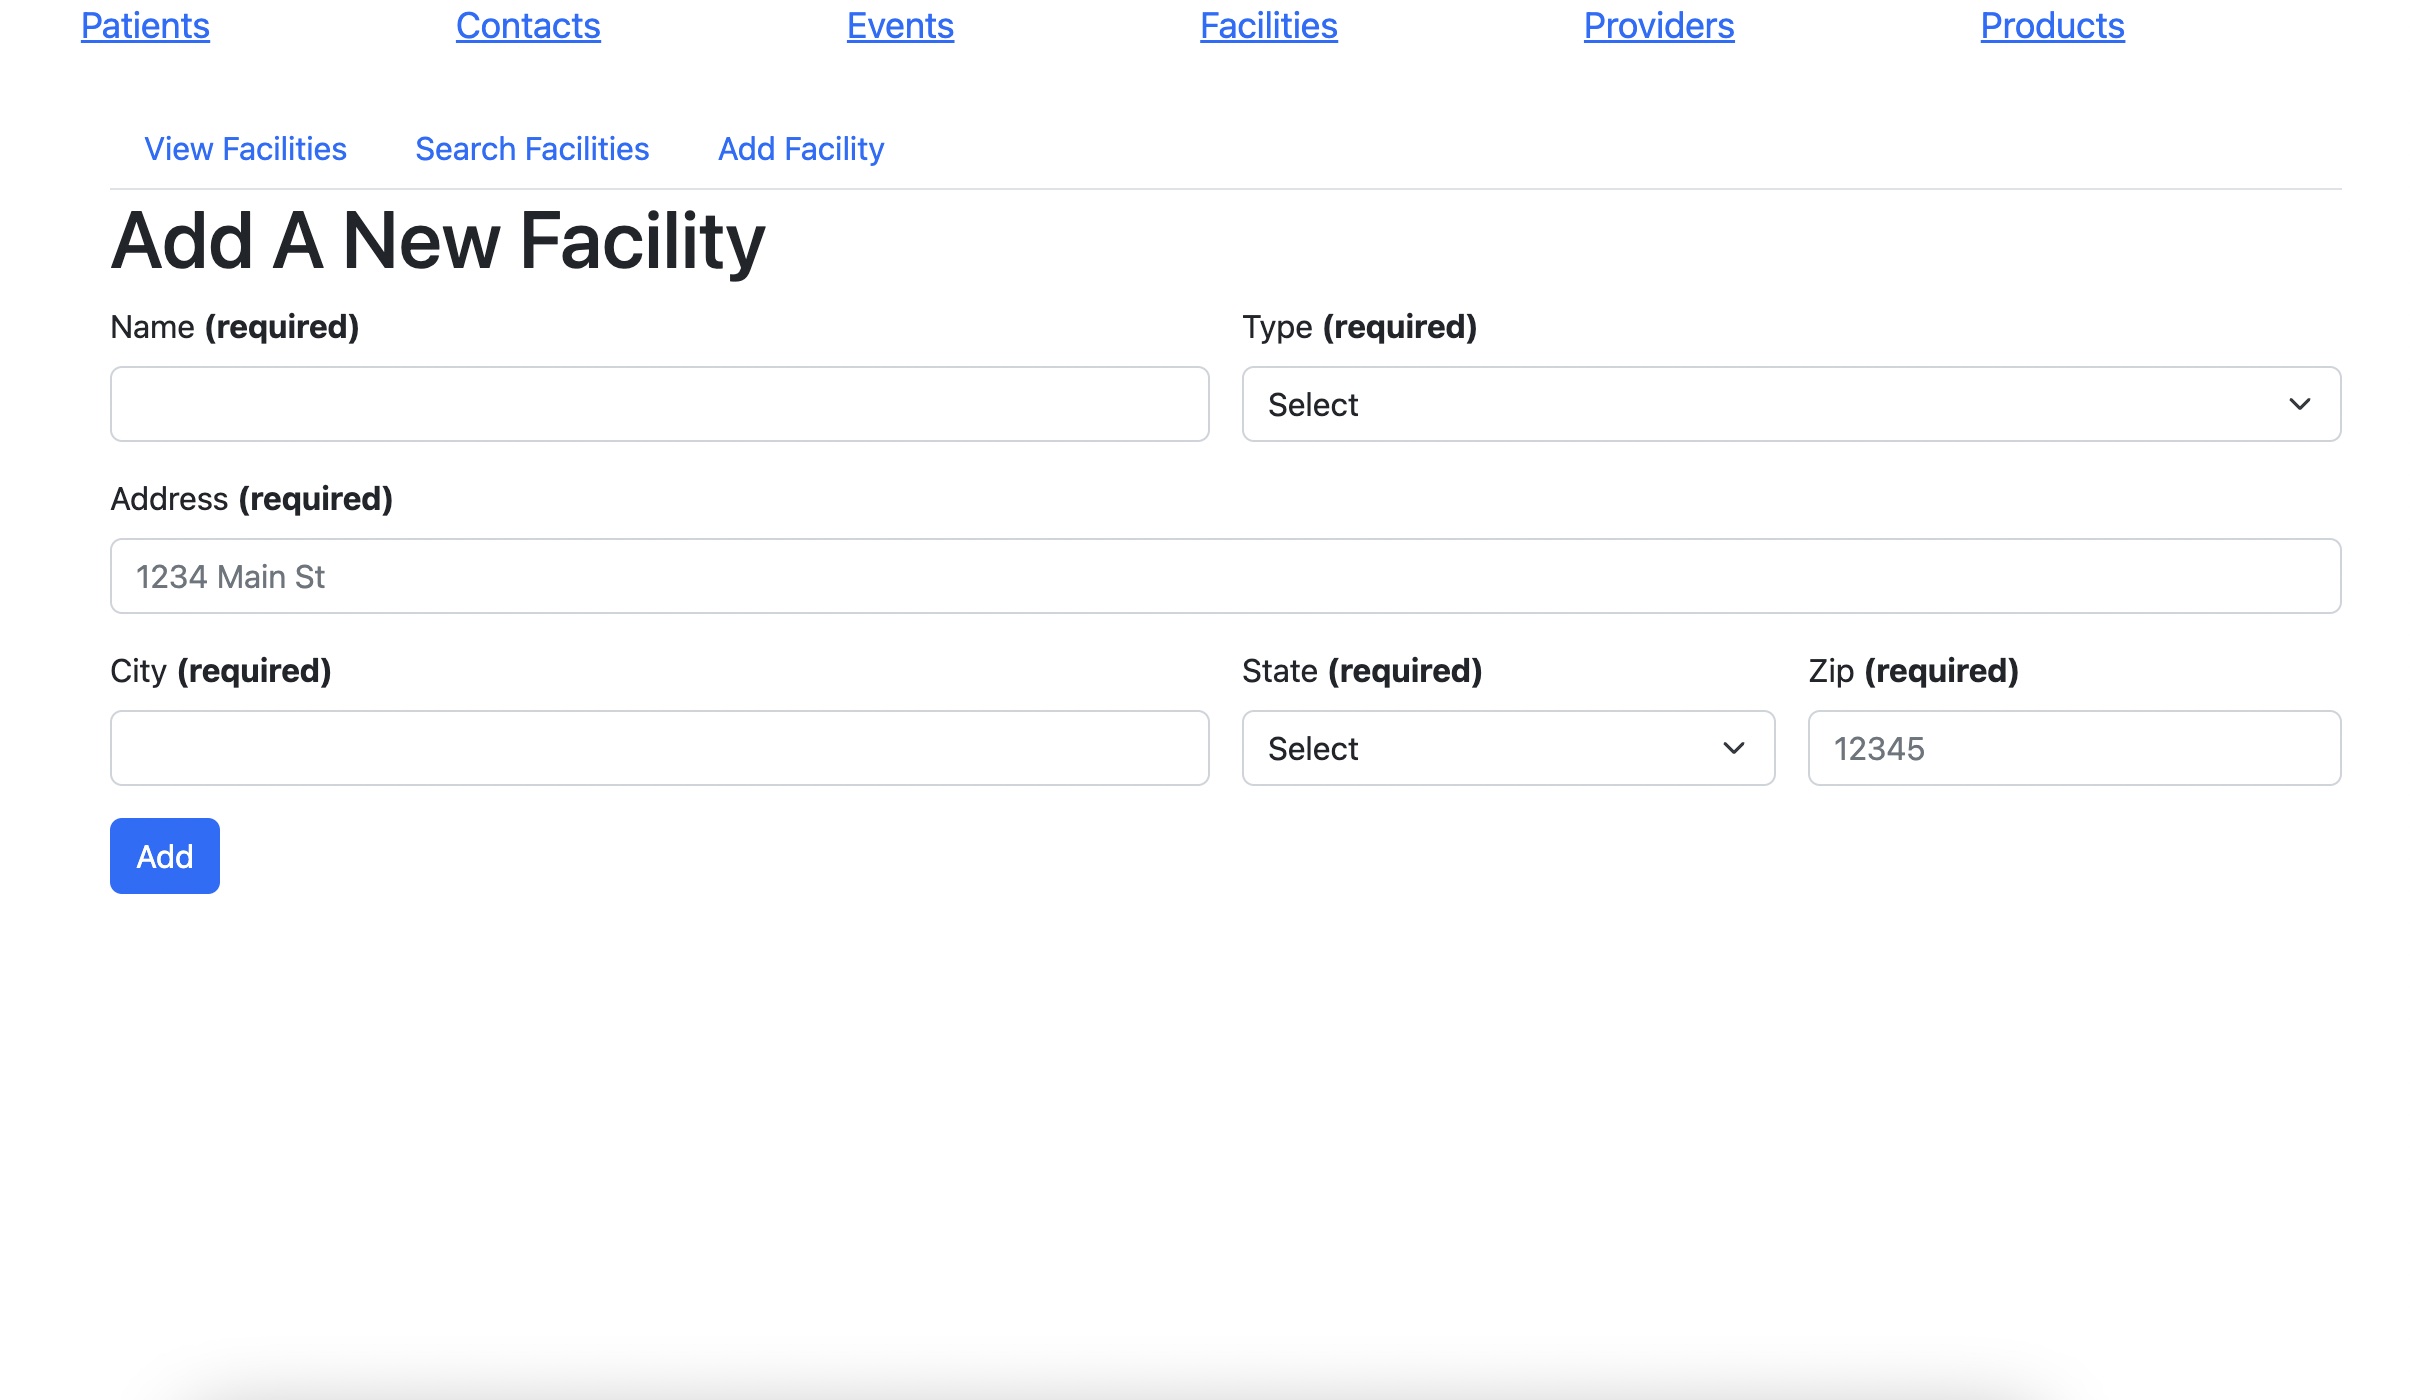 Patients Contacts Events Facilities Providers Products
View Facilities Search Facilities Add Facility
Add A New Facility
Name (required) Type (required)
Select
Address (required)
1234 Main St
City (required) State (required) Zip (required)
Select 12345
Add